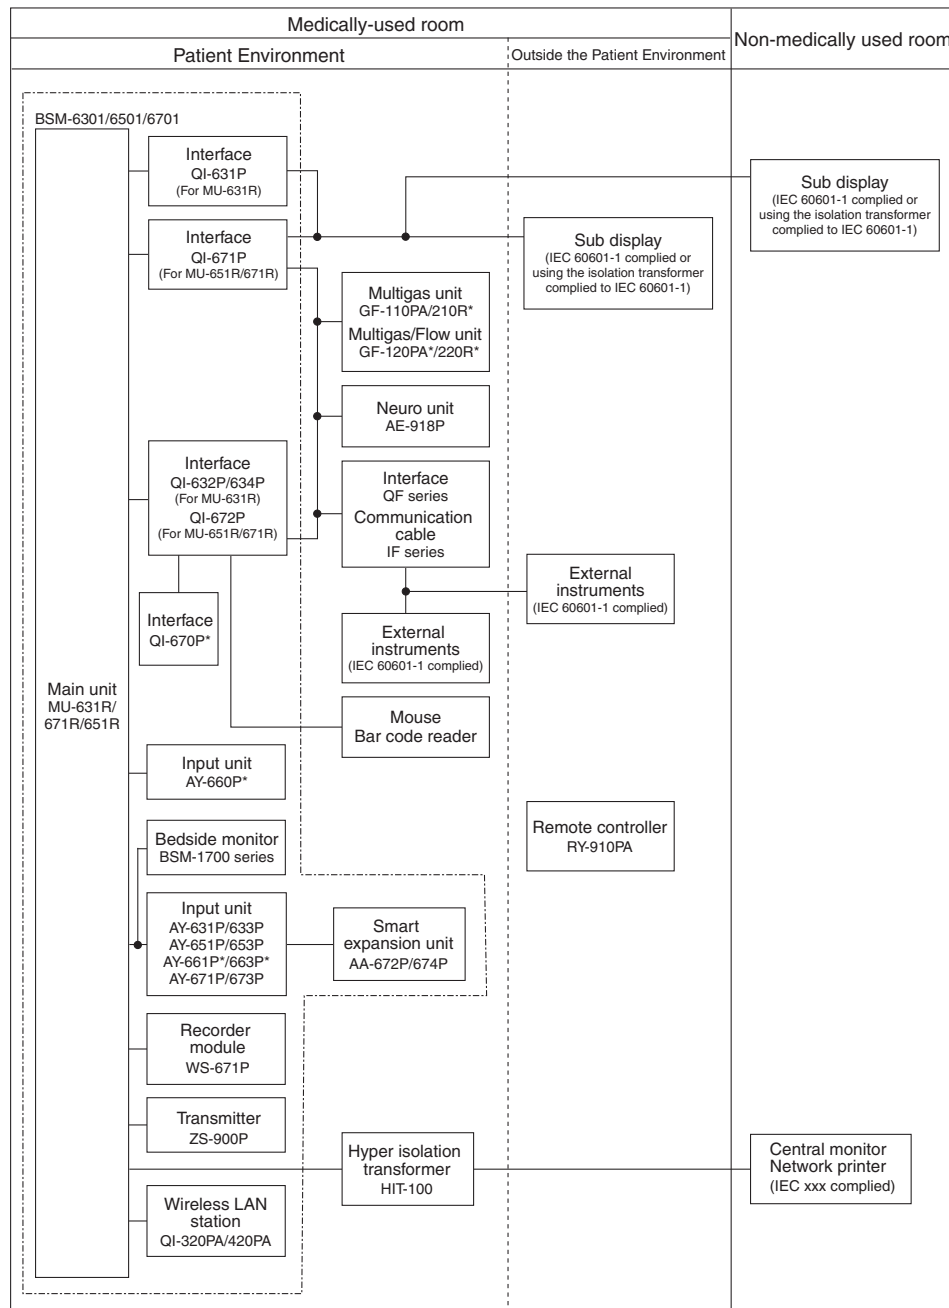 Medically-used room
Non-medically used room
Patient Environment
Outside the Patient Environment
BSM-6301/6501/6701
Interface
QI-631P
(For MU-631R)
Sub display
(IEC 60601-1 complied or
using the isolation transformer
complied to IEC 60601-1)
Interface
QI-671P
(For MU-651R/671R)
Sub display
(IEC 60601-1 complied or
using the isolation transformer
complied to IEC 60601-1)
Multigas unit
GF-110PA/210R*
Multigas/Flow unit
GF-120PA*/220R*
Neuro unit
AE-918P
Interface
QI-632P/634P
(For MU-631R)
QI-672P
(For MU-651R/671R)
Interface
QF series
Communication
cable
IF series
External
instruments
(IEC 60601-1 complied)
Interface
QI-670P*
External
instruments
(IEC 60601-1 complied)
Main unit
MU-631R/
671R/651R
Mouse
Bar code reader
Input unit
AY-660P*
Remote controller
RY-910PA
Bedside monitor
BSM-1700 series
Input unit
AY-631P/633P
AY-651P/653P
AY-661P*/663P*
AY-671P/673P
Smart
expansion unit
AA-672P/674P
Recorder
module
WS-671P
Transmitter
ZS-900P
Hyper isolation
transformer
HIT-100
Central monitor
Network printer
(IEC xxx complied)
Wireless LAN
station
QI-320PA/420PA